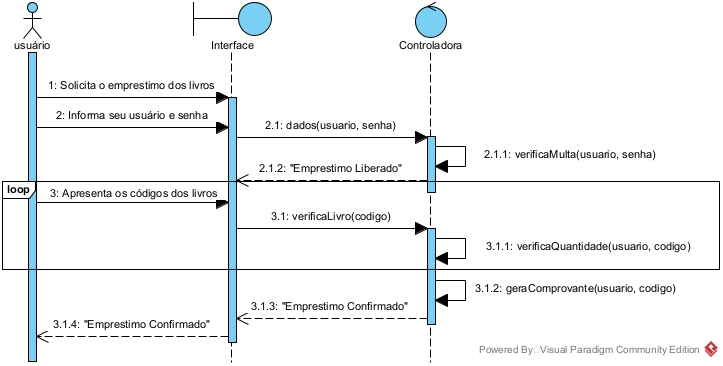 usuário
Interface
Controladora
1: Solicita o emprestimo dos livros
2: Informa seu usuário e senha
2.1: dados(usuario, senha)
2.1.1: verificaMulta(usuario, senha)
2.1.2: "Emprestimo Liberado"
loop
3: Apresenta os códigos dos livros
3.1: verificaLivro(codigo)
3.1.1: verificaQuantidade(usuario, codigo)
3.1.2: geraComprovante(usuario, codigo)
3.1.3: "Emprestimo Confirmado"
3.1.4: "Emprestimo Confirmado"
Powered By Visual Paradigm Community Edition